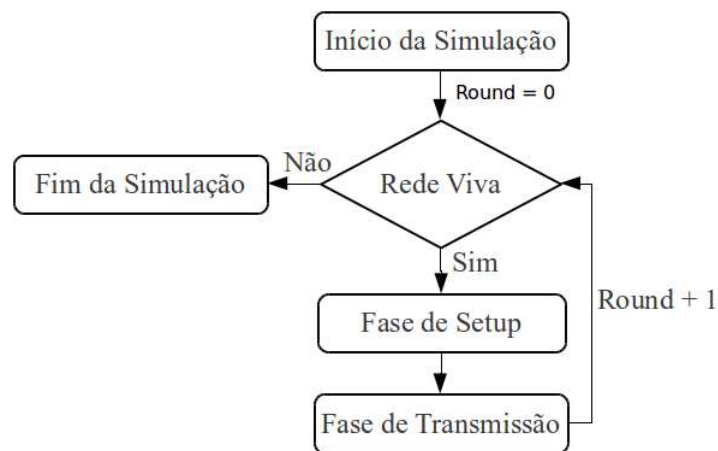 Início da Simulação
Round = 0
Não
Fim da Simulação
Rede Viva
Sim
Round + 1
Fase de Setup
Fase de Transmissão